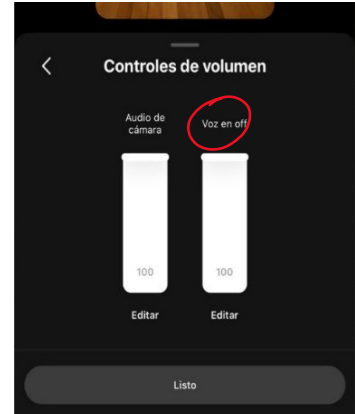 Controles de volumen
Audio de
cámara
Voz en off
100
100
Editar
Editar
Listo